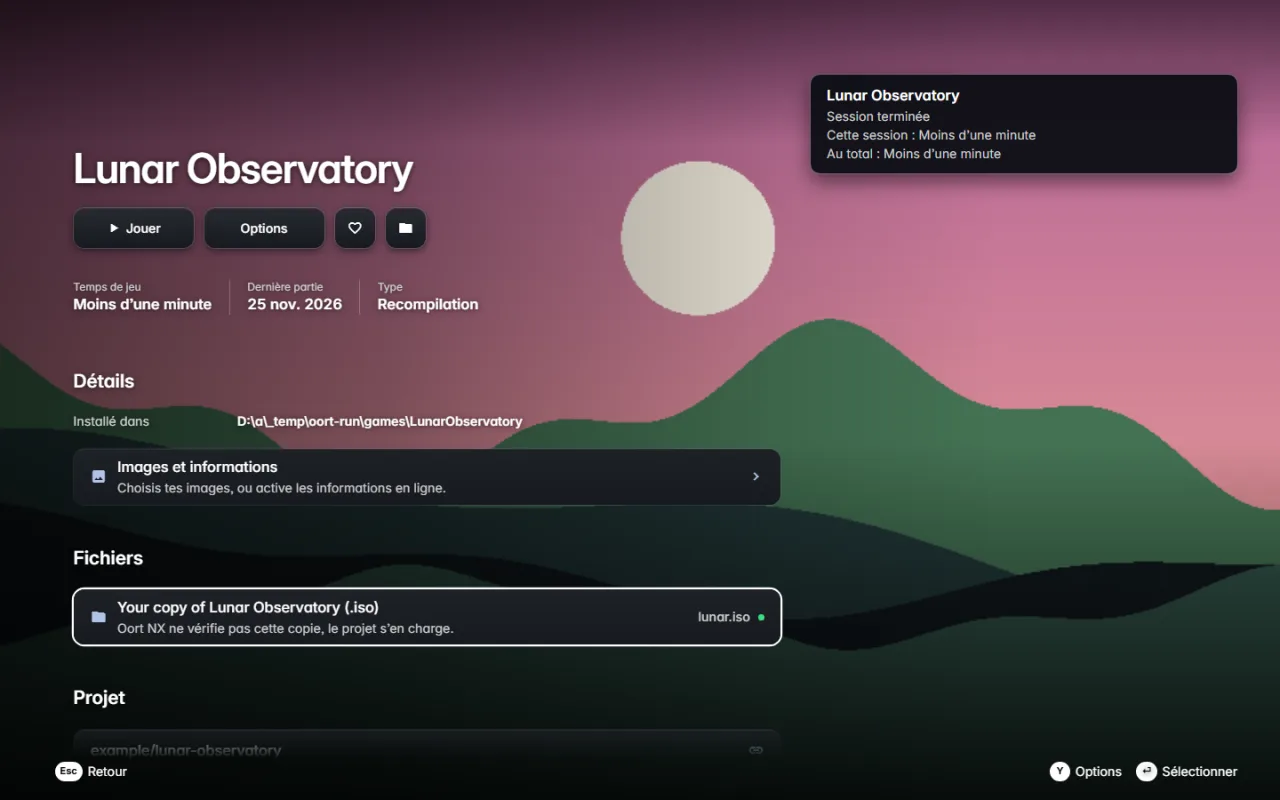 Lunar Observatory
Session terminée
Cette session : Moins d'une minute
Au total : Moins d'une minute
Lunar Observatory
Jouer
Options
Temps de jeu
Moins d'une minute
Dernière partie
25 nov. 2026
Type
Recompilation
Détails
Installé dans
D:\a\_temp\oort-run\games\LunarObservatory
Images et informations
Choisis tes images, ou active les informations en ligne.
Fichiers
Your copy of Lunar Observatory (.iso)
Oort NX ne vérifie pas cette copie, le projet s'en charge.
lunar.iso
Projet
example/lunar-observatory
Esc Retour
Y Options
Sélectionner